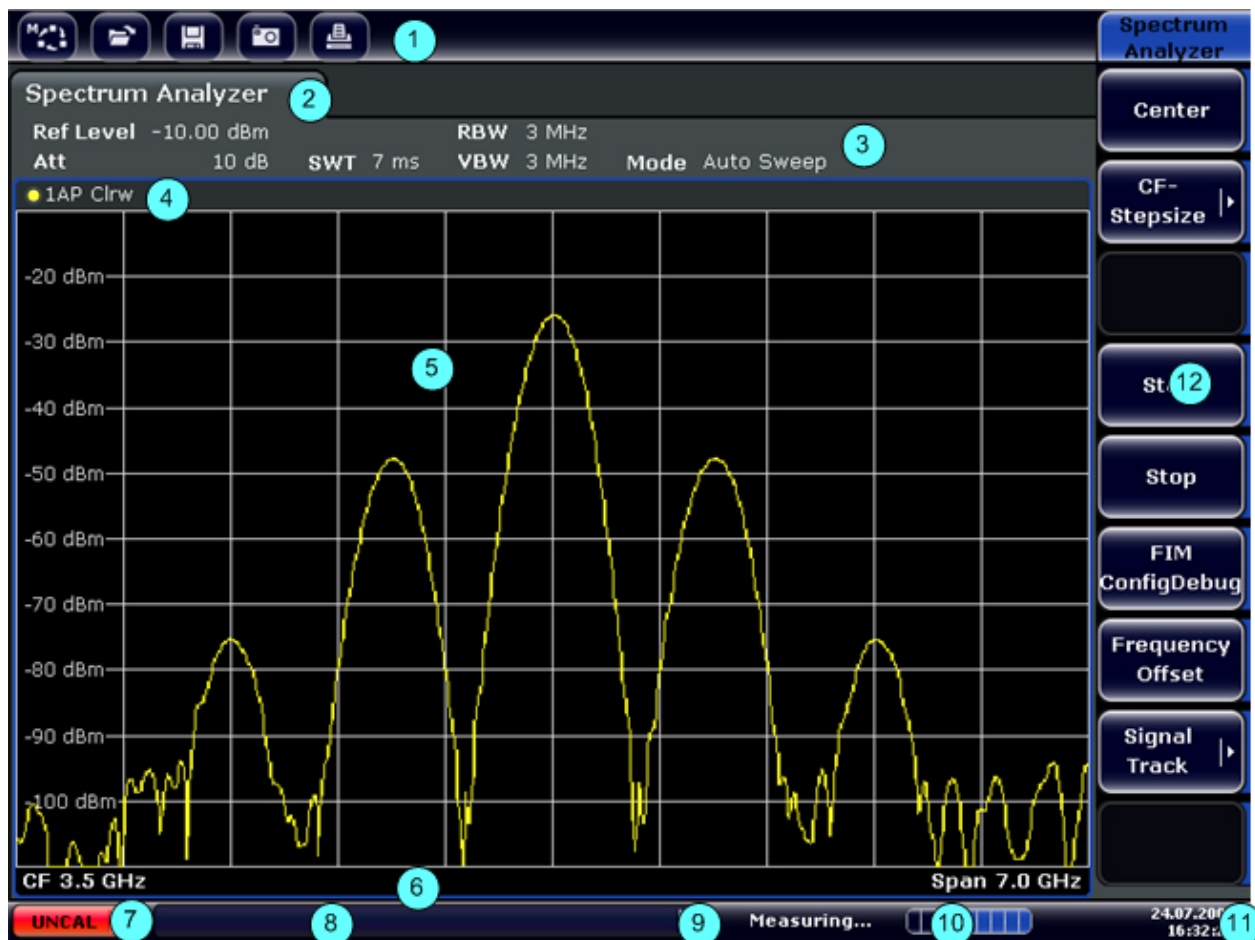 M
1
Spectrum Analyzer
Spectrum Analyzer
2
Ref Level -10.00 dBm RBW 3 MHz
Att 10 dB SWT 7 ms VBW 3 MHz Mode Auto Sweep
3
1AP Clrw
4
-20 dBm
-30 dBm
5
-40 dBm
-50 dBm
-60 dBm
-70 dBm
-80 dBm
-90 dBm
-100 dBm
CF 3.5 GHz
6
Span 7.0 GHz
UNCAL
7
8
9
Measuring...
10
11
Center
CF-
Stepsize
12
Stop
FIM
ConfigDebug
Frequency
Offset
Signal
Track